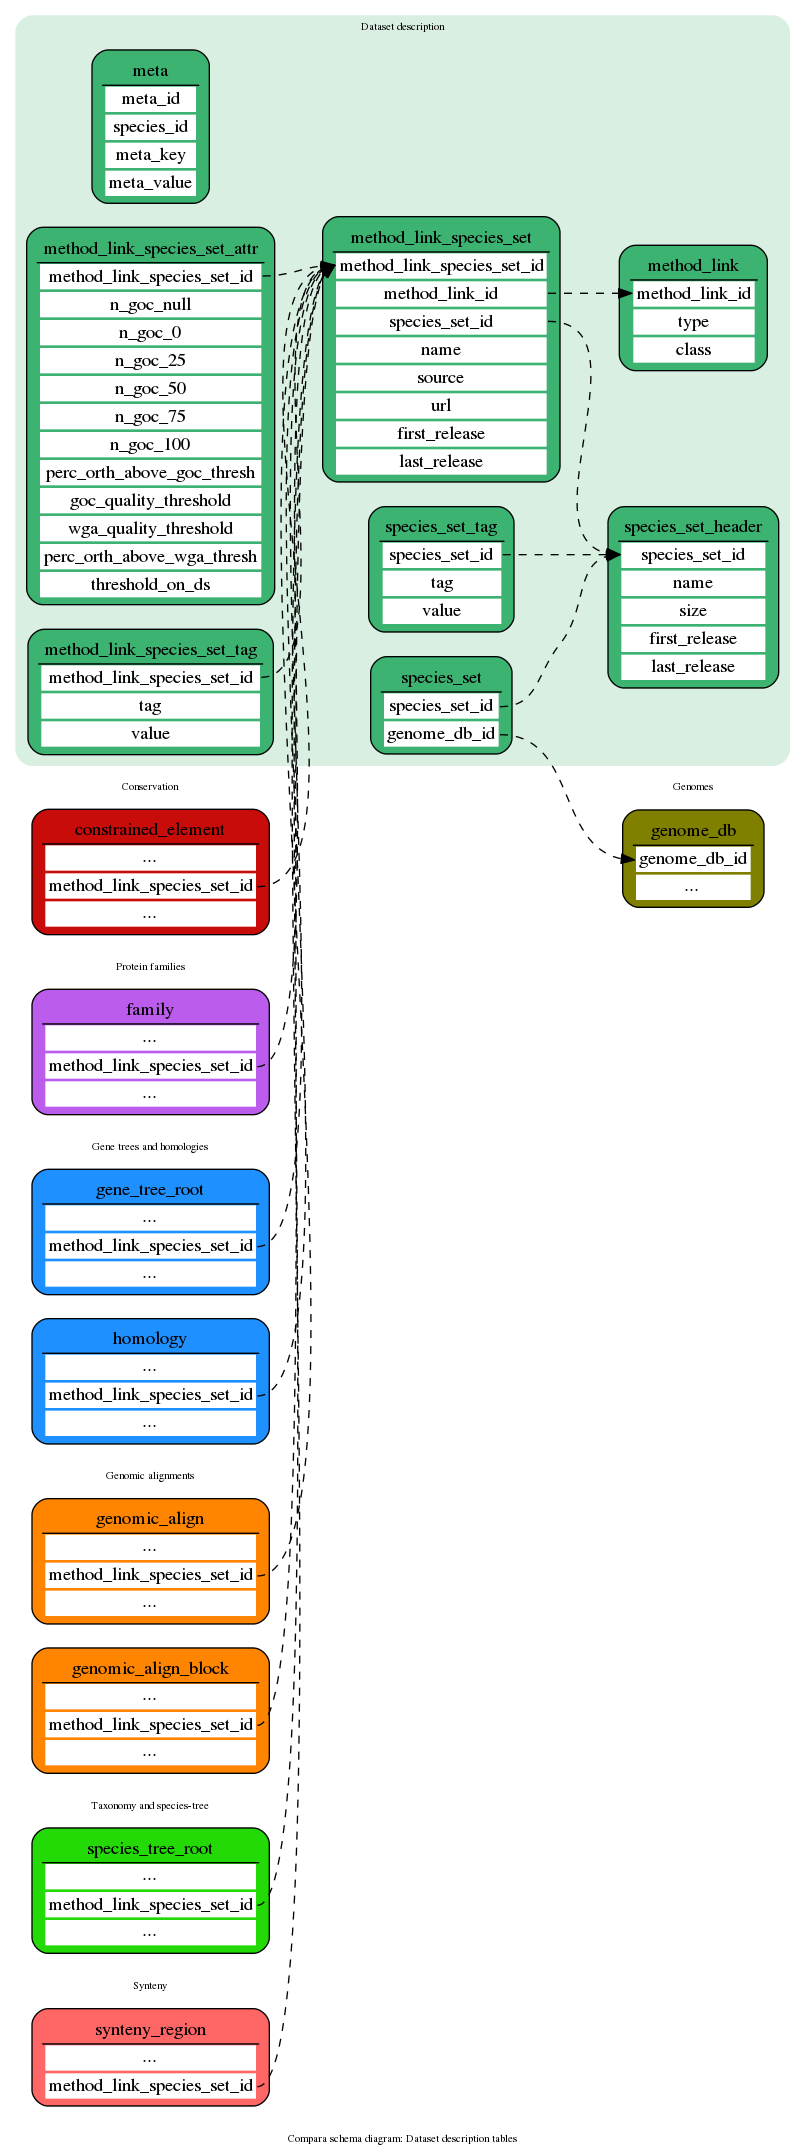 Dataset description
meta
meta_id
species_id
meta_key
meta_value
method_link_species_set_attr
method_link_species_set_id
n_goc_null
n_goc_0
n_goc_25
n_goc_50
n_goc_75
n_goc_100
perc_orth_above_goc_thresh
goc_quality_threshold
wga_quality_threshold
perc_orth_above_wga_thresh
threshold_on_ds
method_link_species_set
method_link_species_set_id
method_link_id
species_set_id
name
source
url
first_release
last_release
method_link
method_link_id
type
class
species_set_tag
species_set_id
tag
value
species_set_header
species_set_id
name
size
first_release
last_release
method_link_species_set_tag
method_link_species_set_id
tag
value
species_set
species_set_id
genome_db_id
Conservation
constrained_element
...
method_link_species_set_id
...
Genomes
genome_db
genome_db_id
...
Protein families
family
...
method_link_species_set_id
...
Gene trees and homologies
gene_tree_root
...
method_link_species_set_id
...
homology
...
method_link_species_set_id
...
Genomic alignments
genomic_align
...
method_link_species_set_id
...
genomic_align_block
...
method_link_species_set_id
...
Taxonomy and species-tree
species_tree_root
...
method_link_species_set_id
...
Synteny
synteny_region
...
method_link_species_set_id
Compara schema diagram: Dataset description tables